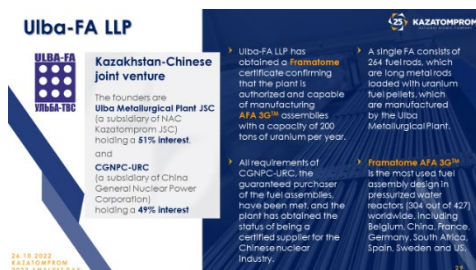 Ulba-FA LLP
25 KAZATOMPROM
ULBA-FA
УЛЬБА-ТВС
Kazakhstan-Chinese
joint venture
The founders are
Ulba Metallurgical Plant JSC
(a subsidiary of NAC
Kazatomprom JSC)
holding a 51% interest,
and
CGNPC-URC
(a subsidiary of China
General Nuclear Power
Corporation)
holding a 49% interest
Ulba-FA LLP has
obtained a Framatome
certificate confirming
that the plant is
authorized and capable
of manufacturing
AFA 3G™ assemblies
with a capacity of 200
tons of uranium per year.
All requirements of
CGNPC-URC, the
guaranteed purchaser
of the fuel assemblies,
have been met, and the
plant has obtained the
status of being a
certified supplier for the
Chinese nuclear
industry.
A single FA consists of
264 fuel rods, which
are long metal rods
loaded with uranium
fuel pellets, which are
manufactured by
the Ulba
Metallurgical Plant.
Framatome AFA 3G™
is the most used fuel
assembly design in
pressurized water
reactors (304 out of 427)
worldwide, including
Belgium, China, France,
Germany, South Africa,
Spain, Sweden and US.
26.10.2022
KAZATOMPROM